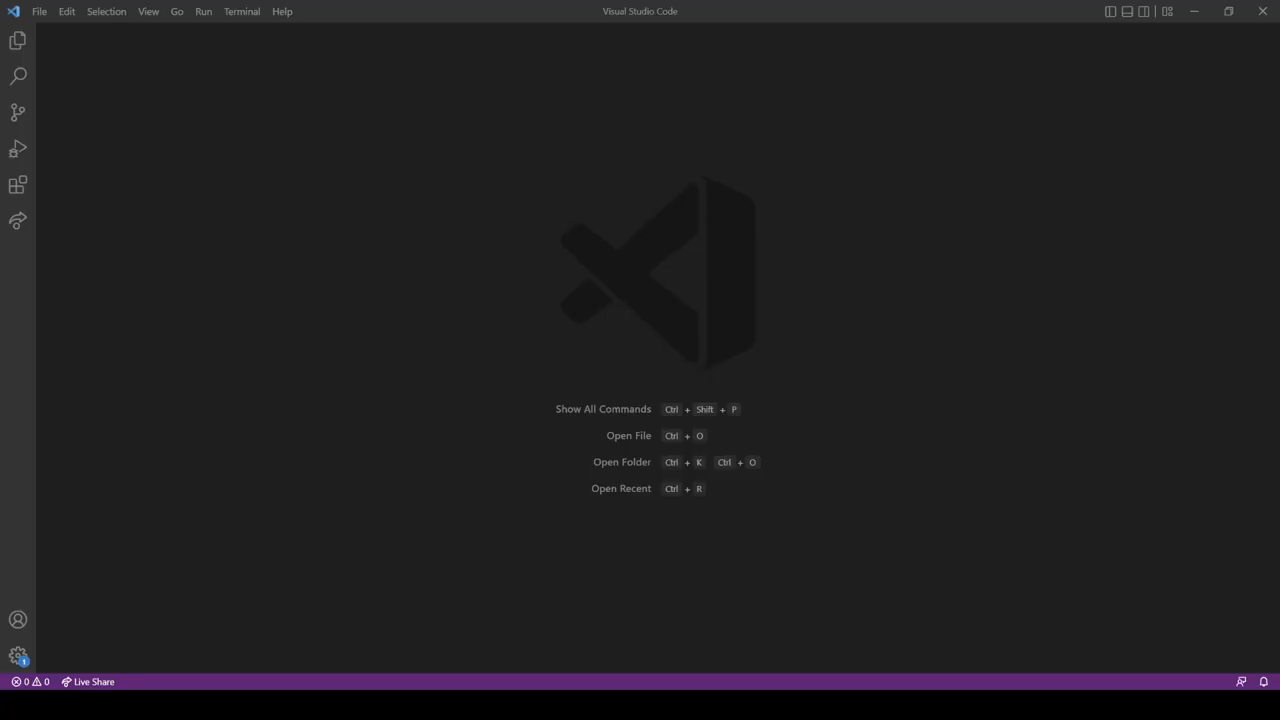 File Edit Selection View Go Run Terminal Help Visual Studio Code
Show All Commands Ctrl + Shift + P
Open File Ctrl + O
Open Folder Ctrl + K Ctrl + O
Open Recent Ctrl + R
1
0 0 Live Share